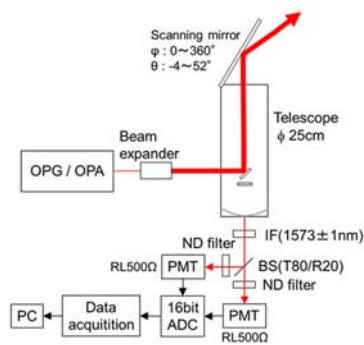 Scanning mirror
φ : 0～360°
θ : -4～52°
Telescope
ϕ 25cm
Beam
expander
OPG / OPA
IF(1573±1nm)
ND filter
BS(T80/R20)
PMT
RL500Ω
ND filter
PC
Data
acquitition
16bit
ADC
PMT
RL500Ω